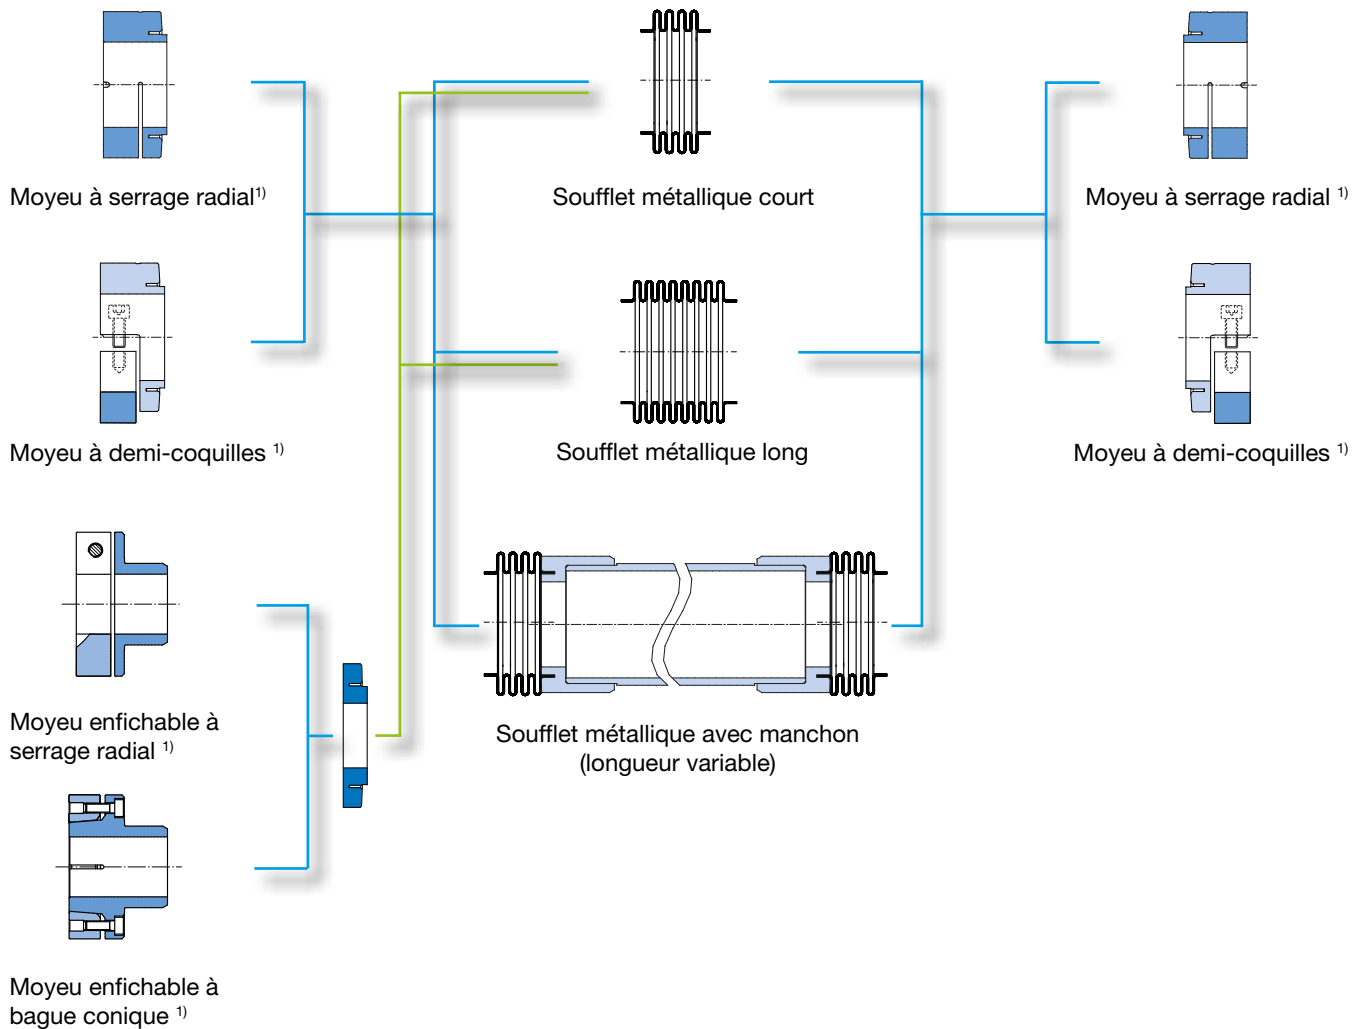 Moyeu à serrage radial1)
Soufflet métallique court
Moyeu à serrage radial 1)
Moyeu à demi-coquilles 1)
Soufflet métallique long
Moyeu à demi-coquilles 1)
Moyeu enfichable à
serrage radial 1)
Soufflet métallique avec manchon
(longueur variable)
Moyeu enfichable à
bague conique 1)